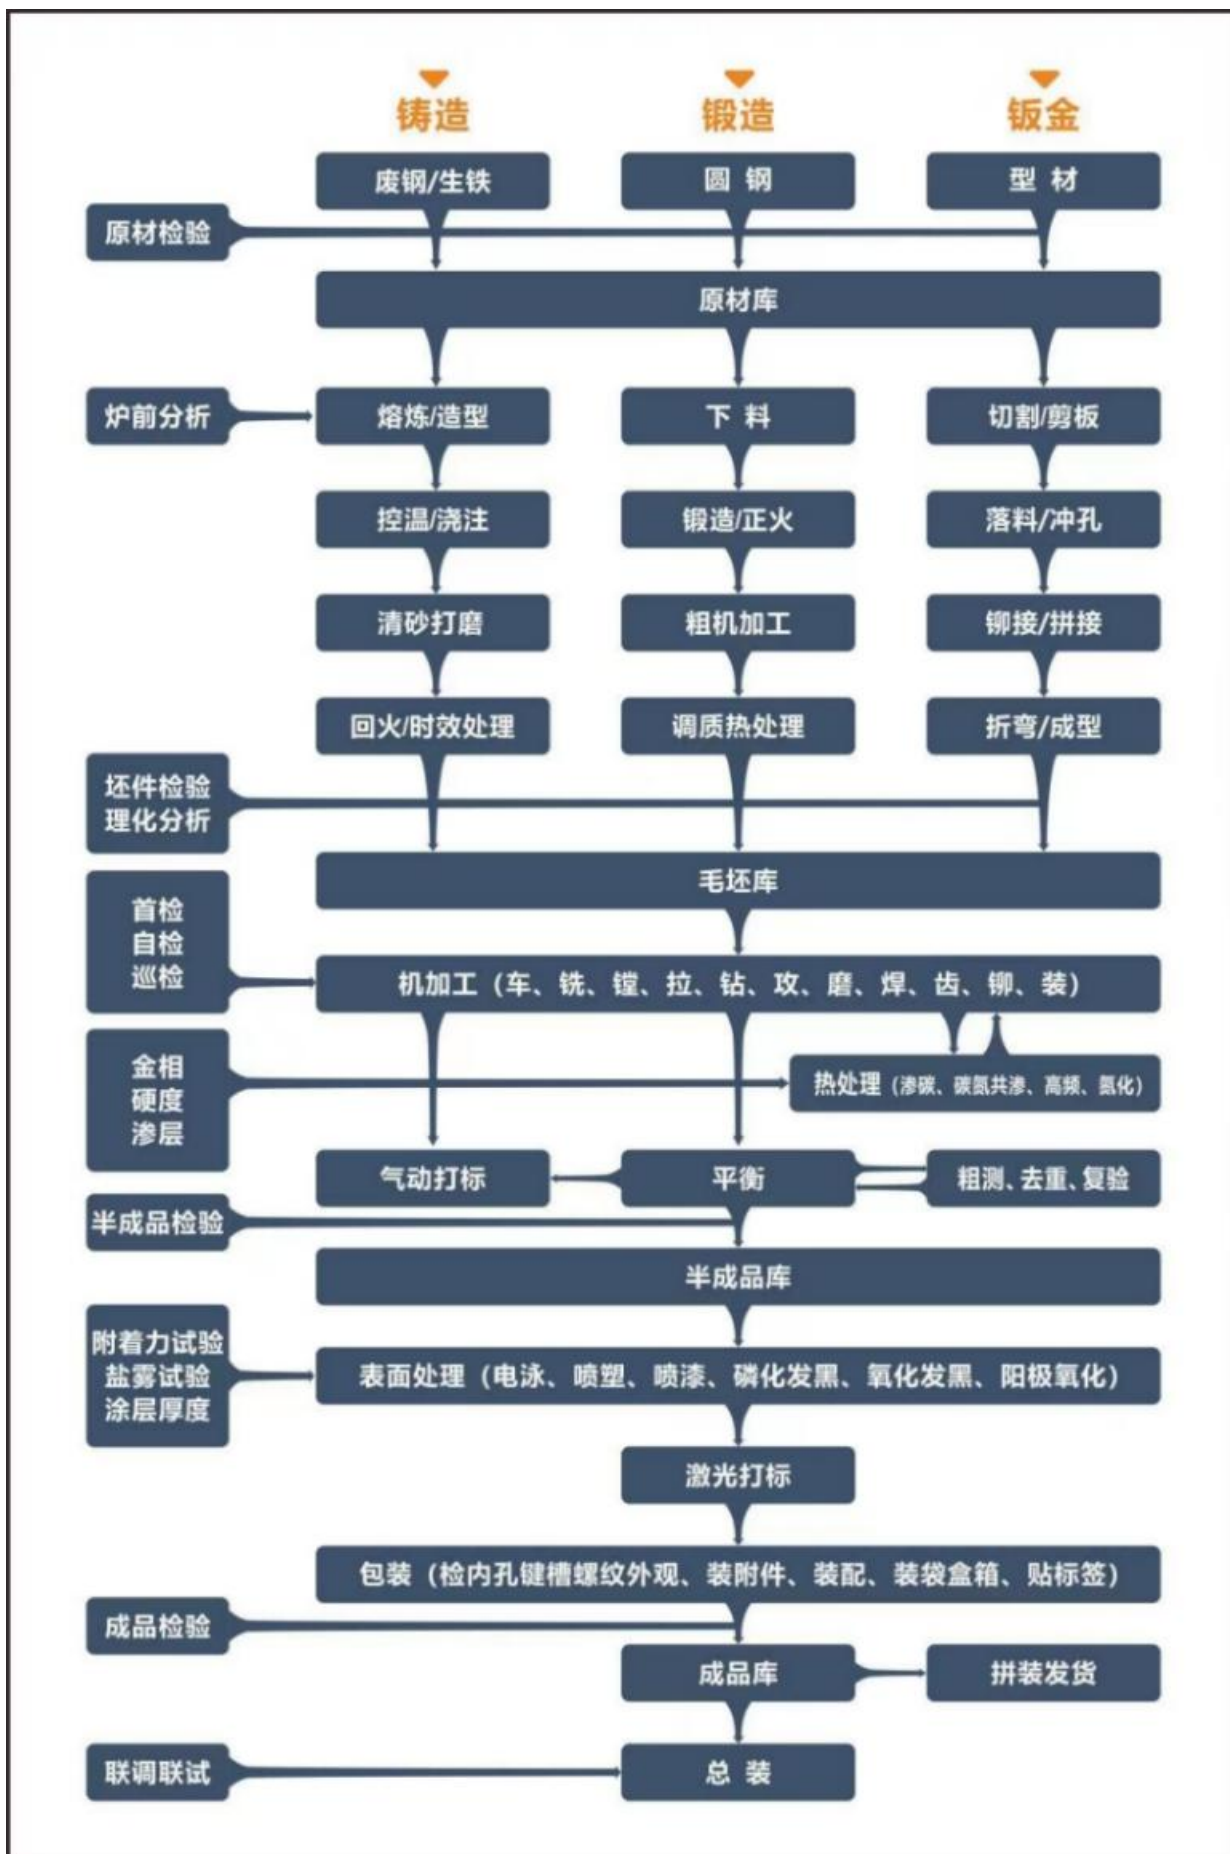 铸造
锻造
钣金
废钢/生铁
圆 钢
型 材
原材检验
原材库
炉前分析
熔炼/造型
下 料
切割/剪板
控温/浇注
锻造/正火
落料/冲孔
清砂打磨
粗机加工
铆接/拼接
回火/时效处理
调质热处理
折弯/成型
坯件检验
理化分析
毛坯库
首检
自检
巡检
机加工（车、铣、镗、拉、钻、攻、磨、焊、齿、铆、装）
金相
硬度
渗层
热处理（渗碳、碳氮共渗、高频、氮化）
气动打标
平衡
粗测、去重、复验
半成品检验
半成品库
附着力试验
盐雾试验
涂层厚度
表面处理（电泳、喷塑、喷漆、磷化发黑、氧化发黑、阳极氧化）
激光打标
包装（检内孔键槽螺纹外观、装附件、装配、装袋盒箱、贴标签）
成品检验
成品库
拼装发货
联调联试
总 装